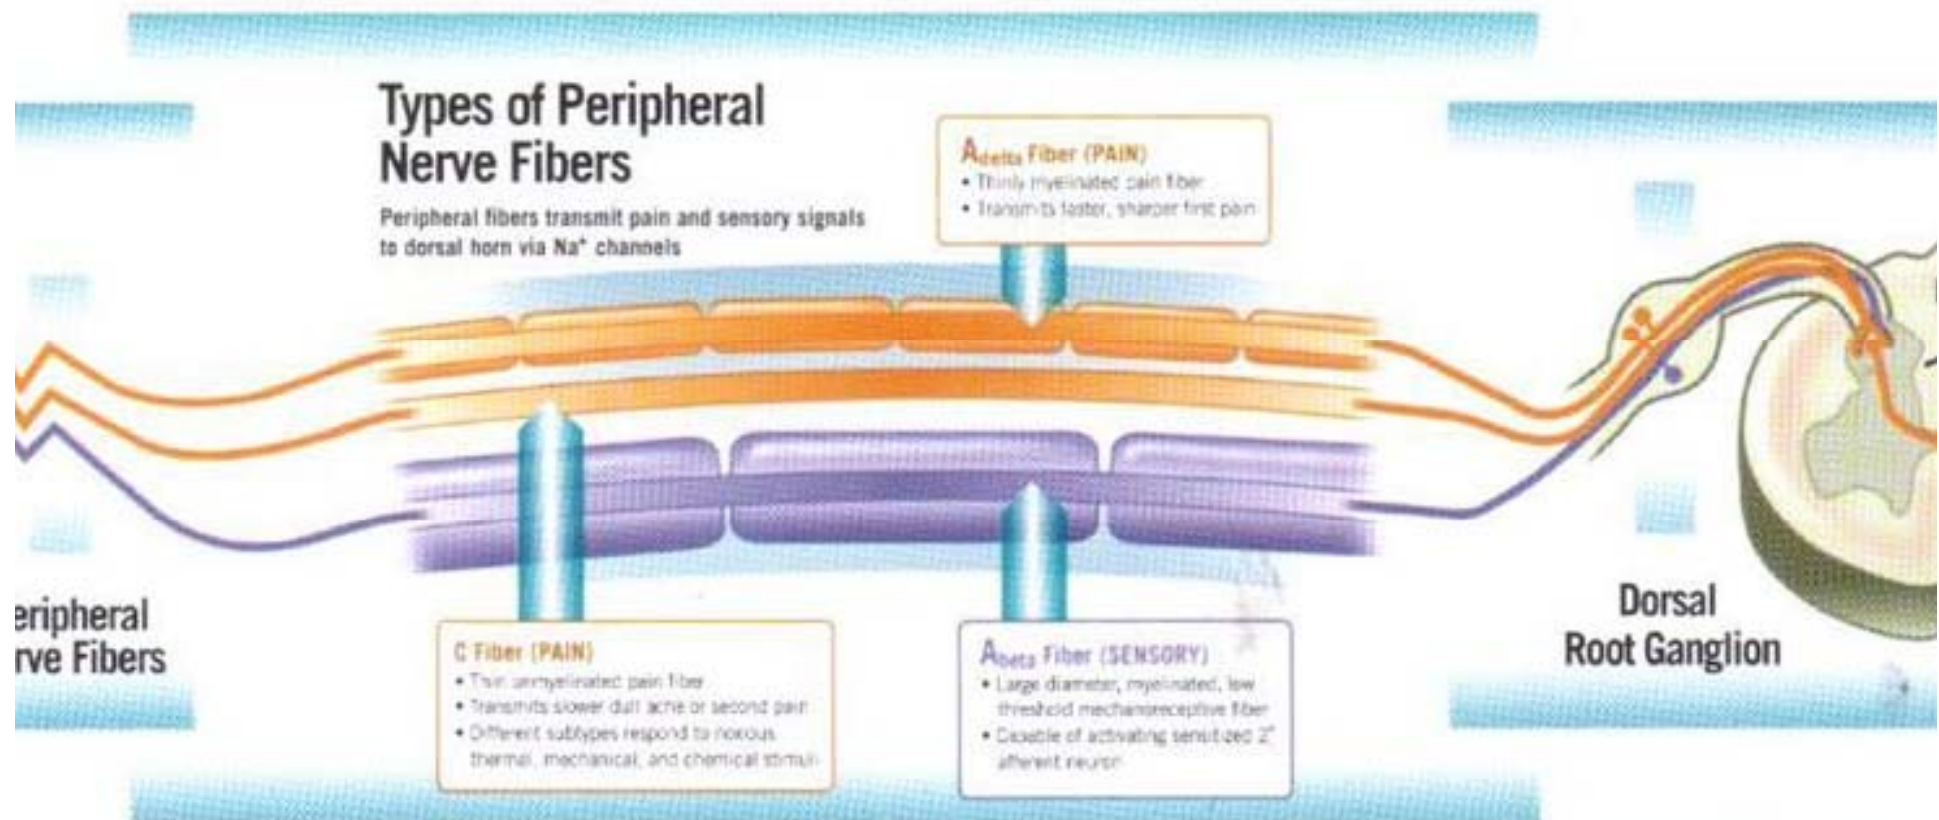 Types of Peripheral
Nerve Fibers
Peripheral fibers transmit pain and sensory signals
to dorsal horn via Na⁺ channels
Adelta Fiber (PAIN)
• Thinly myelinated pain fiber
• Transmits faster, sharper first pain
eripheral
rve Fibers
C Fiber (PAIN)
• Thin unmyelinated pain fiber
• Transmits slower dull ache or second pain
• Different subtypes respond to noxious
thermal, mechanical, and chemical stimuli
Abeta Fiber (SENSORY)
• Large diameter, myelinated, low
threshold mechanoreceptive fiber
• Capable of activating sensitized 2°
afferent neuron
Dorsal
Root Ganglion